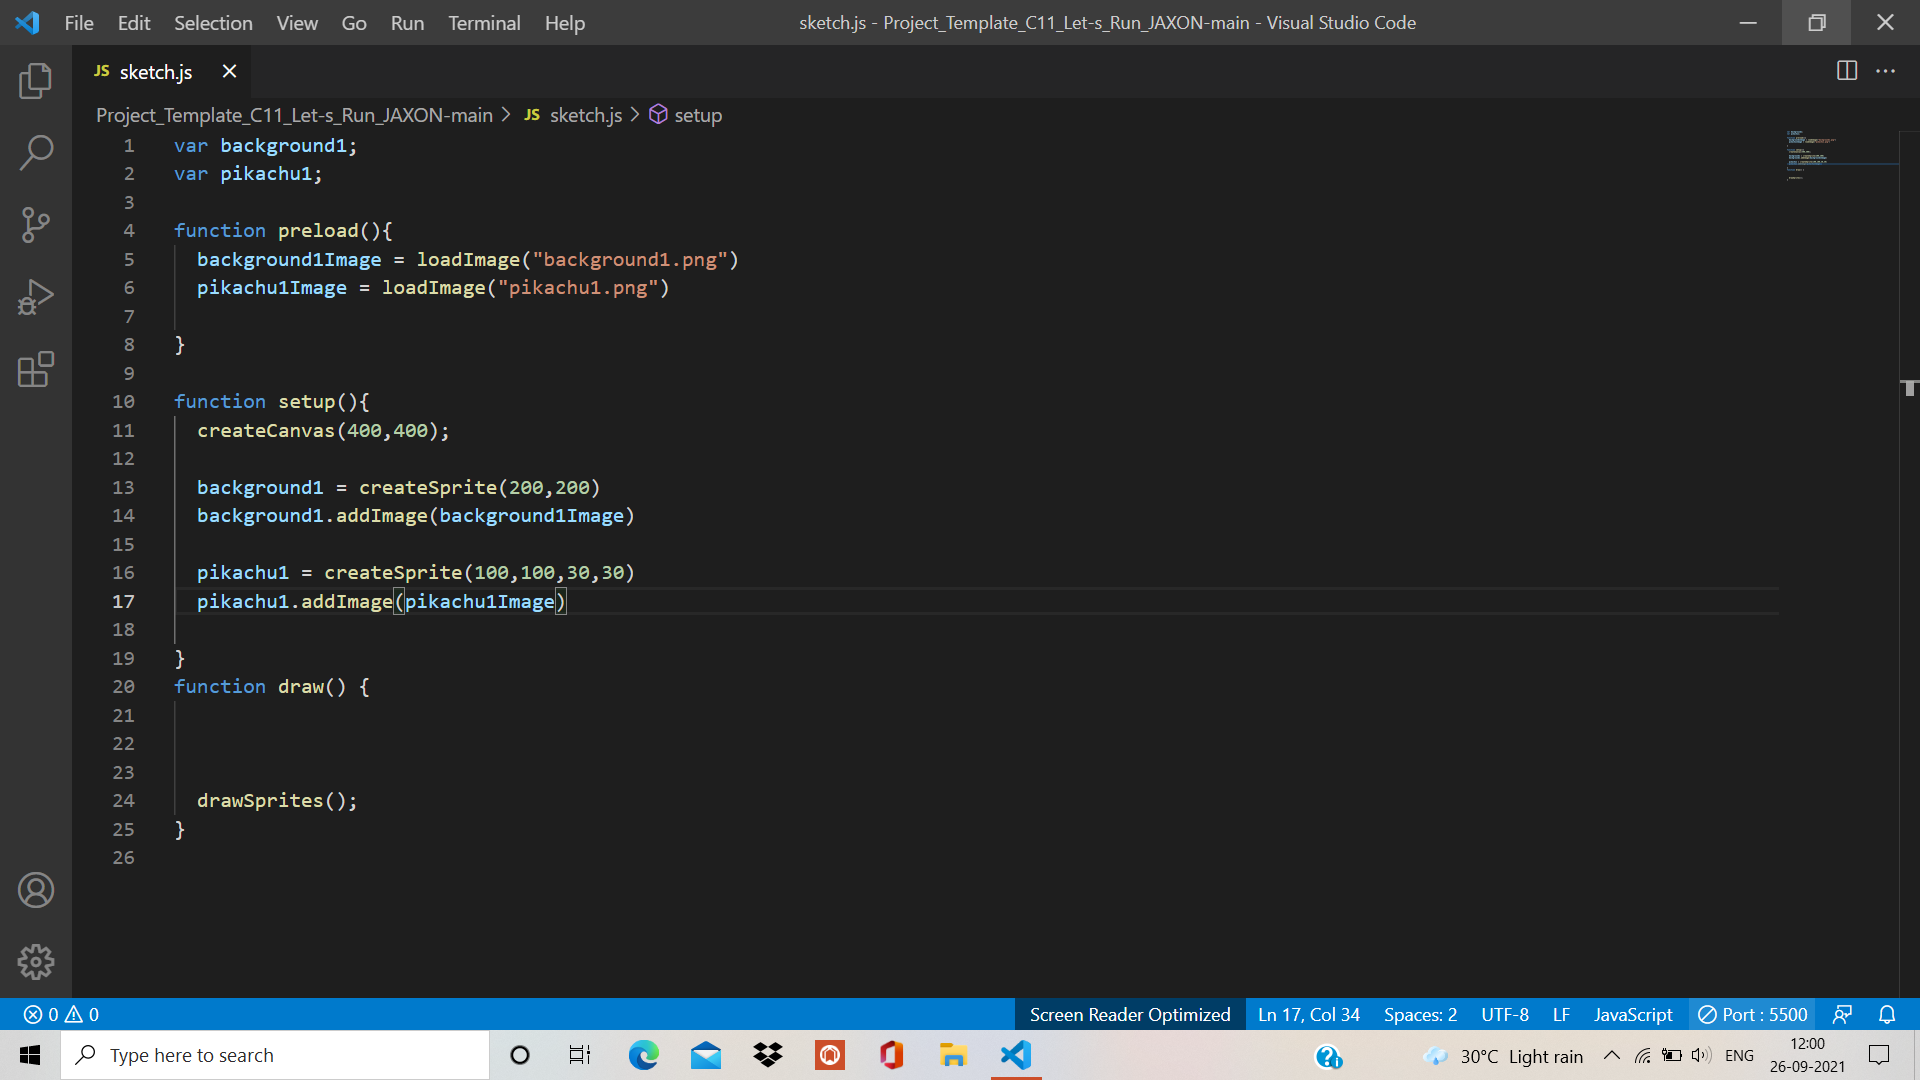 File Edit Selection View Go Run Terminal Help sketch.js - Project_Template_C11_Let-s_Run_JAXON-main - Visual Studio Code
JS sketch.js
Project_Template_C11_Let-s_Run_JAXON-main > JS sketch.js > setup
1 var background1;
2 var pikachu1;
3
4 function preload(){
5 background1Image = loadImage("background1.png")
6 pikachu1Image = loadImage("pikachu1.png")
7
8 }
9
10 function setup(){
11 createCanvas(400,400);
12
13 background1 = createSprite(200,200)
14 background1.addImage(background1Image)
15
16 pikachu1 = createSprite(100,100,30,30)
17 pikachu1.addImage(pikachu1Image)
18
19 }
20 function draw() {
21
22
23
24 drawSprites();
25 }
26
0 0 Screen Reader Optimized Ln 17, Col 34 Spaces: 2 UTF-8 LF JavaScript Port : 5500
Type here to search 30°C Light rain ENG 12:00
26-09-2021